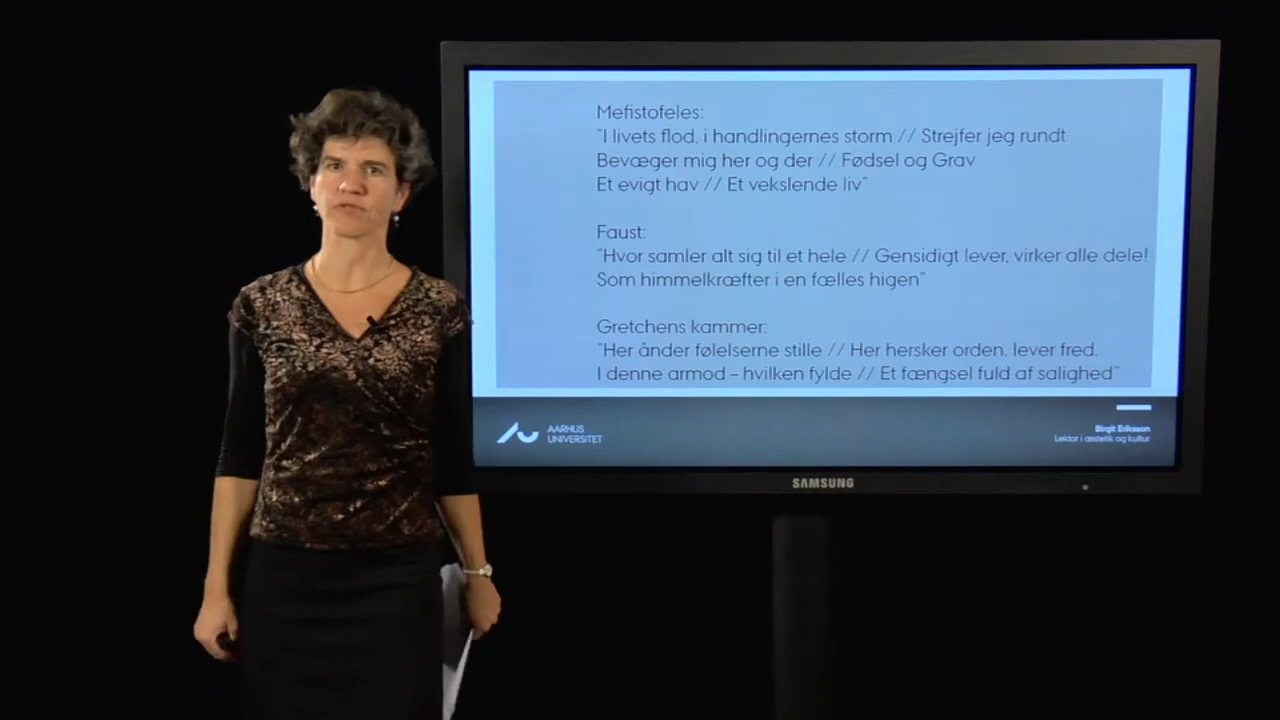 Mefistofeles:
"I livets flod, i handlingernes storm // Strejfer jeg rundt
Bevæger mig her og der // Fødsel og Grav
Et evigt hav // Et vekslende liv"
Faust:
"Hvor samler alt sig til et hele // Gensidigt lever, virker alle dele!
Som himmelkræfter i en fælles higen"
Gretchens kammer:
"Her ånder følelserne stille // Her hersker orden, lever fred.
I denne armod – hvilken fylde // Et fængsel fuld af salighed"
AARHUS
UNIVERSITET
Birgit Eriksson
Lektor i æstetik og kultur
SAMSUNG